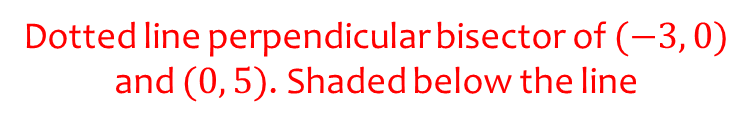 Dotted line perpendicular bisector of (−3, 0)
and (0, 5). Shaded below the line